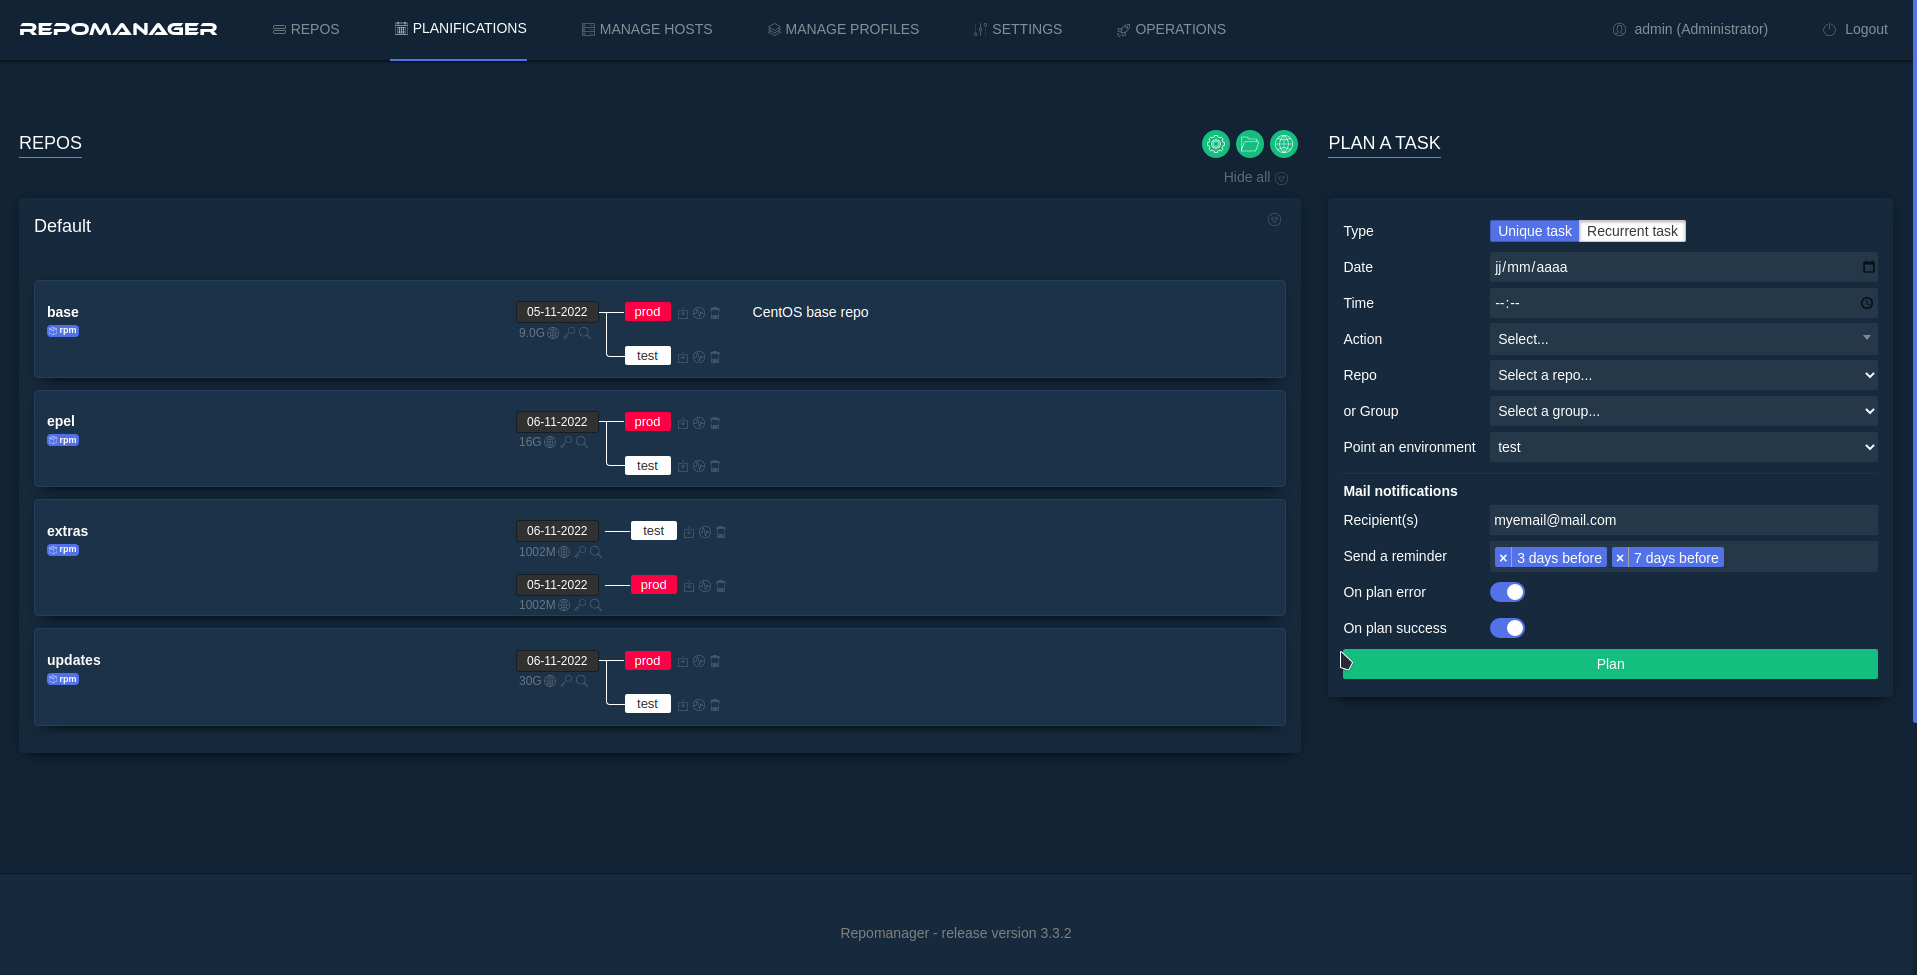 REPOMANAGER REPOS PLANIFICATIONS MANAGE HOSTS MANAGE PROFILES SETTINGS OPERATIONS admin (Administrator) Logout
REPOS
Hide all
Default
base 05-11-2022 prod CentOS base repo
rpm 9.0G
test
epel 06-11-2022 prod
rpm 16G
test
extras 06-11-2022 test
rpm 1002M
05-11-2022 prod
1002M
updates 06-11-2022 prod
rpm 30G
test
PLAN A TASK
Type Unique task Recurrent task
Date jj/mm/aaaa
Time --:--
Action Select...
Repo Select a repo...
or Group Select a group...
Point an environment test
Mail notifications
Recipient(s) myemail@mail.com
Send a reminder × 3 days before × 7 days before
On plan error
On plan success
Plan
Repomanager - release version 3.3.2